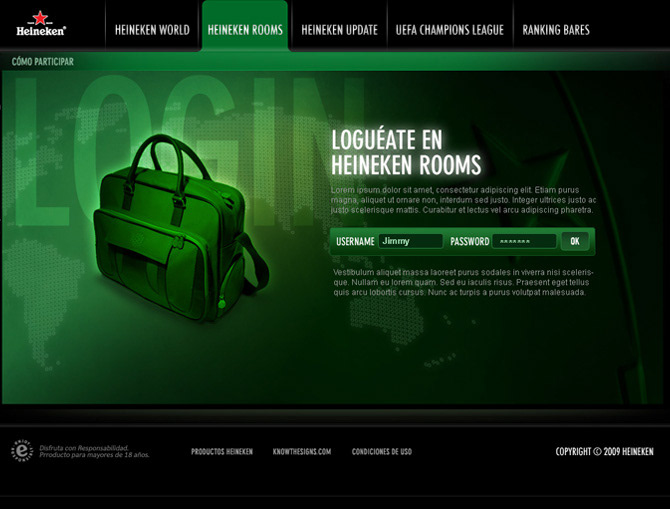 Heineken®
HEINEKEN WORLD
HEINEKEN ROOMS
HEINEKEN UPDATE
UEFA CHAMPIONS LEAGUE
RANKING BARES
CÓMO PARTICIPAR
LOGIN
LOGUÉATE EN
HEINEKEN ROOMS
Lorem ipsum dolor sit amet, consectetur adipiscing elit. Etiam purus
magna, aliquet ut ornare non, interdum sed justo. Integer ultrices justo ac
justo scelerisque mattis. Curabitur et lectus vel arcu adipiscing pharetra.
USERNAME Jimmy PASSWORD ******* OK
Vestibulum aliquet massa laoreet purus sodales in viverra nisi sceleris-
que. Nullam eu lorem quam. Sed eu iaculis risus. Praesent eget tellus
quis arcu lobortis cursus. Nunc ac turpis a purus volutpat malesuada.
Disfruta con Responsabilidad.
Prroducto para mayores de 18 años.
PRODUCTOS HEINEKEN
KNOWTHESIGNS.COM
CONDICIONES DE USO
COPYRIGHT © 2009 HEINEKEN